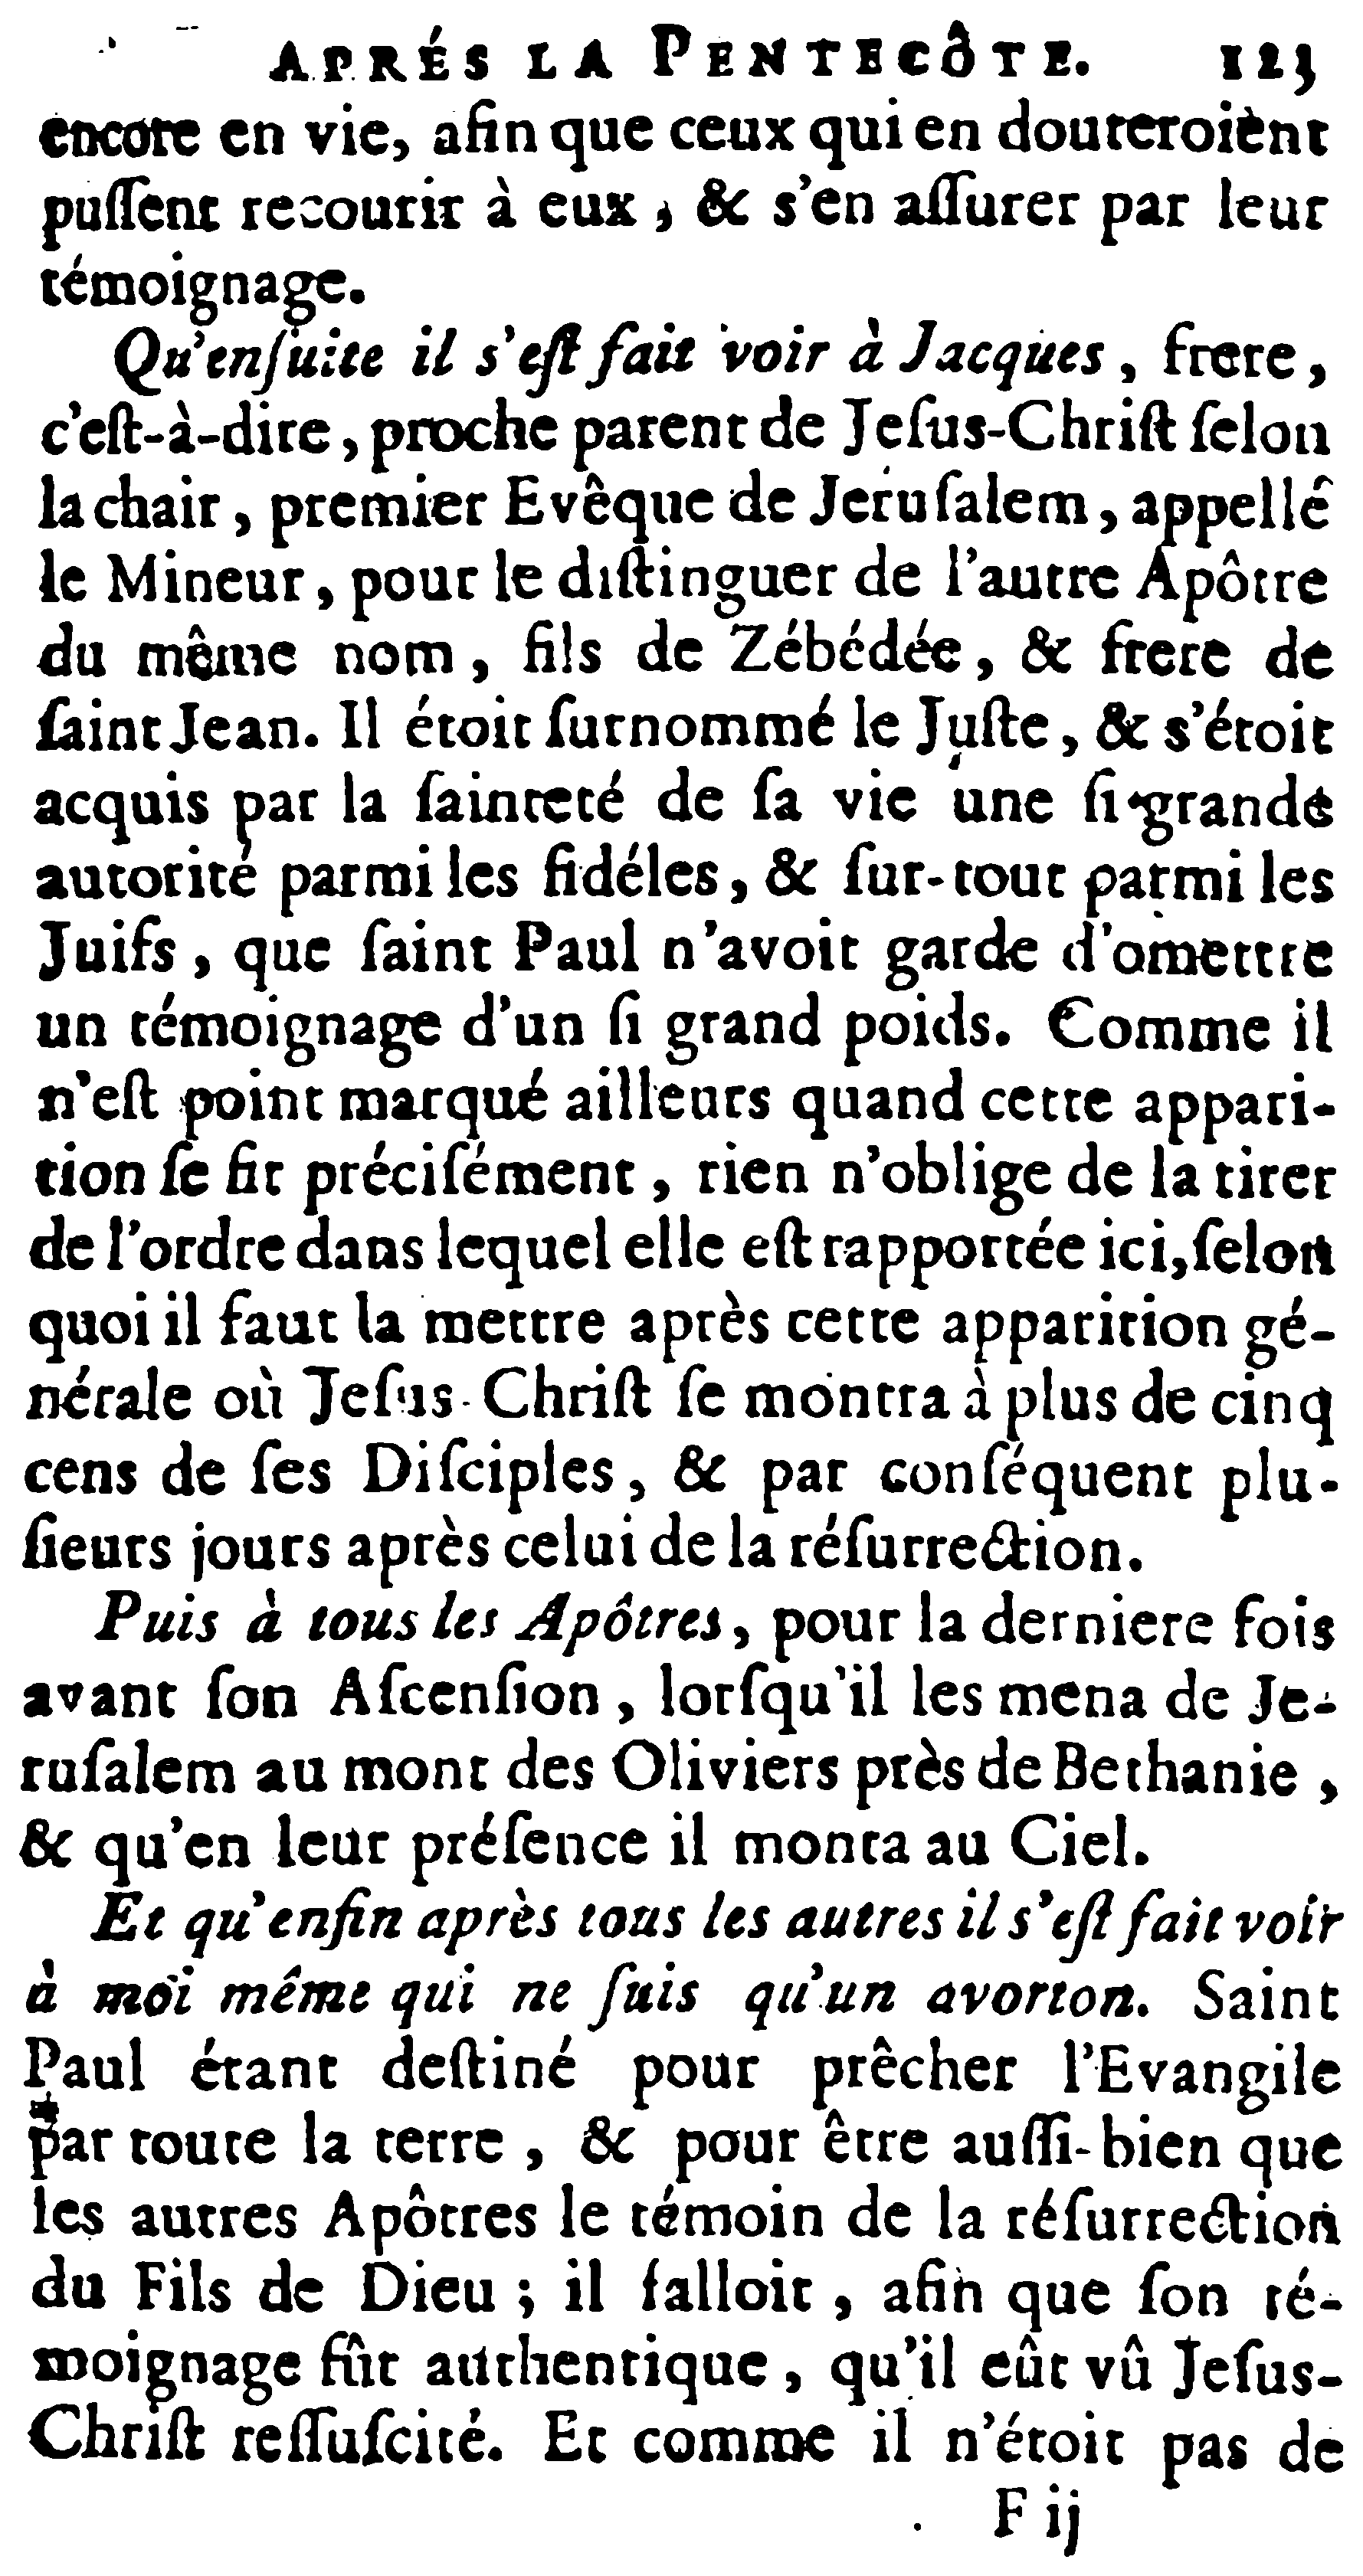 APRÉS LA PENTECÔTE. 123
encore en vie, afin que ceux qui en douteroient
puſſent recourir à eux, & s'en aſſurer par leur
témoignage.
Qu'enſuite il s'eſt fait voir à Jacques, frere,
c'eſt-à-dire, proche parent de Jeſus-Chriſt ſelon
la chair, premier Evêque de Jeruſalem, appellé
le Mineur, pour le diſtinguer de l'autre Apôtre
du même nom, fils de Zébédée, & frere de
ſaint Jean. Il étoit ſurnommé le Juſte, & s'étoit
acquis par la ſainteté de ſa vie une ſi grande
autorité parmi les fidéles, & ſur-tout parmi les
Juifs, que ſaint Paul n'avoit garde d'omettre
un témoignage d'un ſi grand poids. Comme il
n'eſt point marqué ailleurs quand cette appari-
tion ſe fit préciſément, rien n'oblige de la tirer
de l'ordre dans lequel elle eſt rapportée ici, ſelon
quoi il faut la mettre après cette apparition gé-
nérale où Jeſus-Chriſt ſe montra à plus de cinq
cens de ſes Diſciples, & par conſéquent plu-
ſieurs jours après celui de la réſurrection.
Puis à tous les Apôtres, pour la derniere fois
avant ſon Aſcenſion, lorſqu'il les mena de Je-
ruſalem au mont des Oliviers près de Bethanie,
& qu'en leur préſence il monta au Ciel.
Et qu'enfin après tous les autres il s'eſt fait voir
à moi même qui ne ſuis qu'un avorton. Saint
Paul étant deſtiné pour prêcher l'Evangile
par toute la terre, & pour être auſſi-bien que
les autres Apôtres le témoin de la réſurrection
du Fils de Dieu; il falloit, afin que ſon té-
moignage fût authentique, qu'il eût vû Jeſus-
Chriſt reſſuſcité. Et comme il n'étoit pas de
F ij